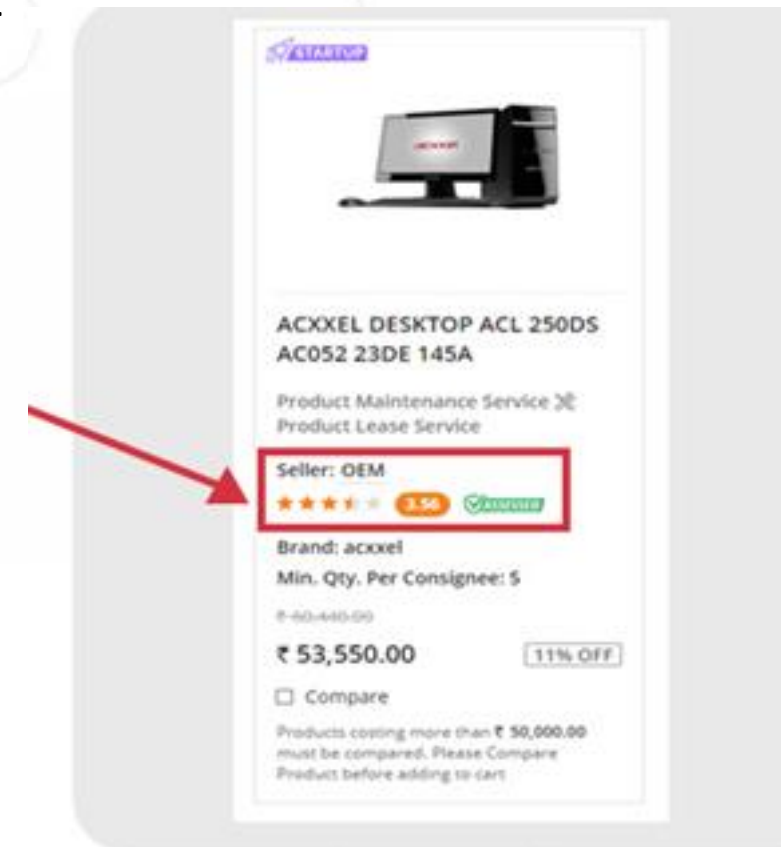 STARTUP
acxxel
ACXXEL DESKTOP ACL 250DS
AC052 23DE 145A
Product Maintenance Service
Product Lease Service
Seller: OEM
3.56 ASSESSED
Brand: acxxel
Min. Qty. Per Consignee: 5
₹ 60,440.00
₹ 53,550.00 11% OFF
Compare
Products costing more than ₹ 50,000.00
must be compared. Please Compare
Product before adding to cart